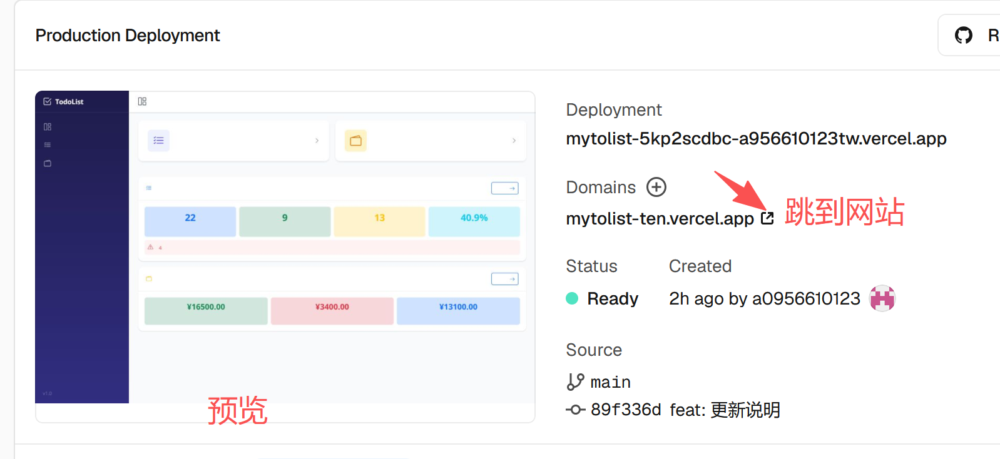 Production Deployment
R
TodoList
22
9
13
40.9%
4
¥16500.00
¥3400.00
¥13100.00
v1.0
预览
Deployment
mytolist-5kp2scdbc-a956610123tw.vercel.app
Domains
mytolist-ten.vercel.app
跳到网站
Status Created
Ready 2h ago by a0956610123
Source
main
89f336d feat: 更新说明